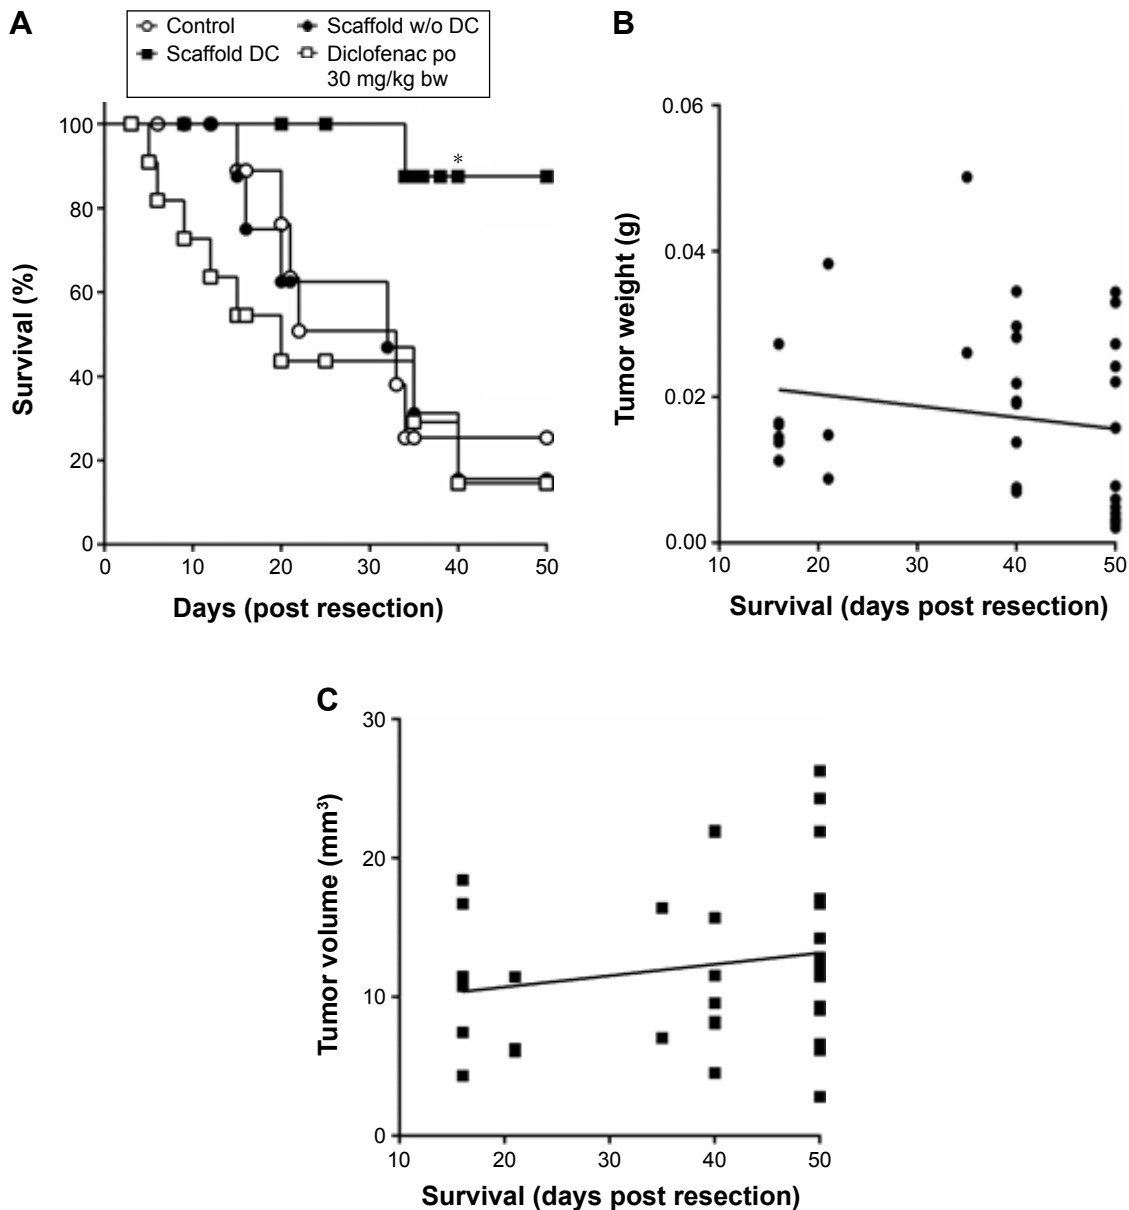 A
Control
Scaffold w/o DC
Scaffold DC
Diclofenac po
30 mg/kg bw
100
80
60
40
20
0
*
Survival (%)
0 10 20 30 40 50
Days (post resection)
B
0.06
0.04
0.02
0.00
Tumor weight (g)
10 20 30 40 50
Survival (days post resection)
C
30
20
10
0
Tumor volume (mm³)
10 20 30 40 50
Survival (days post resection)